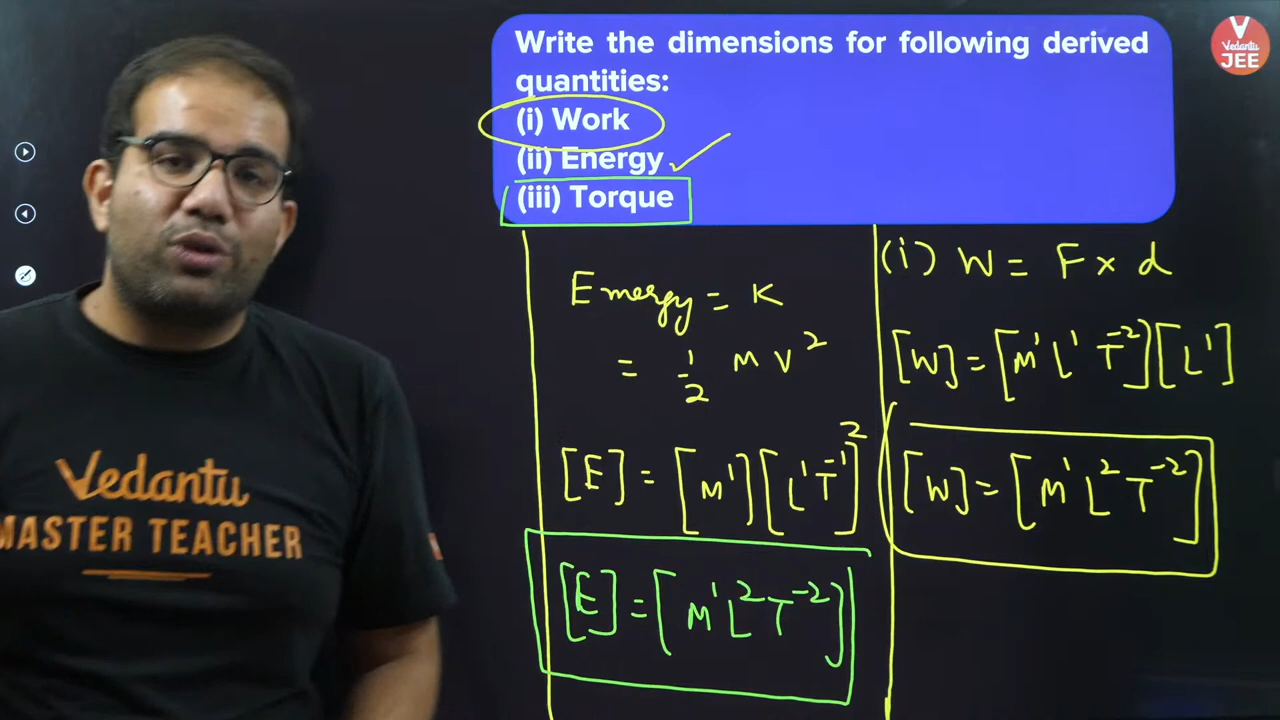 Write the dimensions for following derived
quantities:
(i) Work
(ii) Energy
(iii) Torque
Vedantu
JEE
Energy = K
= 1/2 M V²
[E] = [M¹][L¹T⁻¹]²
[E] = [M¹L²T⁻²]
(i) W = F × d
[W] = [M¹L¹T⁻²][L¹]
[W] = [M¹L²T⁻²]
Vedantu
MASTER TEACHER